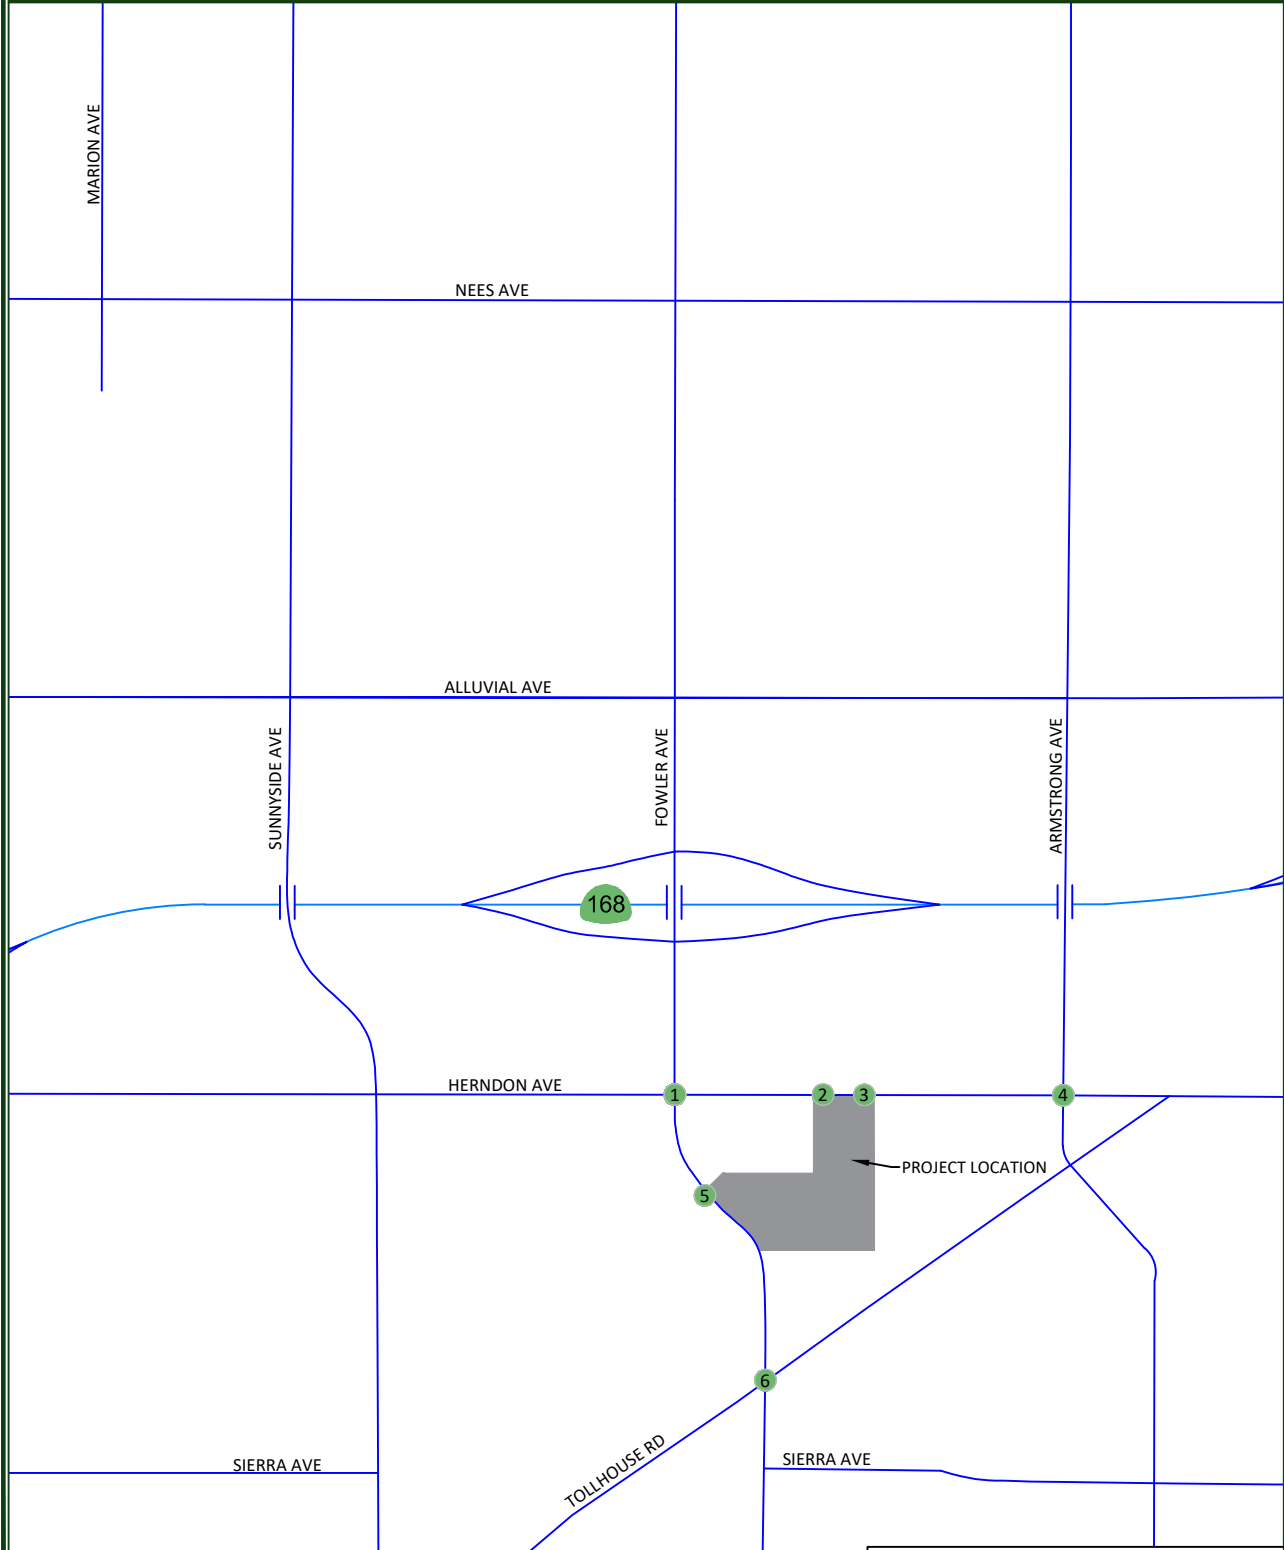 MARION AVE
NEES AVE
ALLUVIAL AVE
SUNNYSIDE AVE
FOWLER AVE
ARMSTRONG AVE
168
HERNDON AVE
1
2
3
4
PROJECT LOCATION
5
6
TOLLHOUSE RD
SIERRA AVE
SIERRA AVE